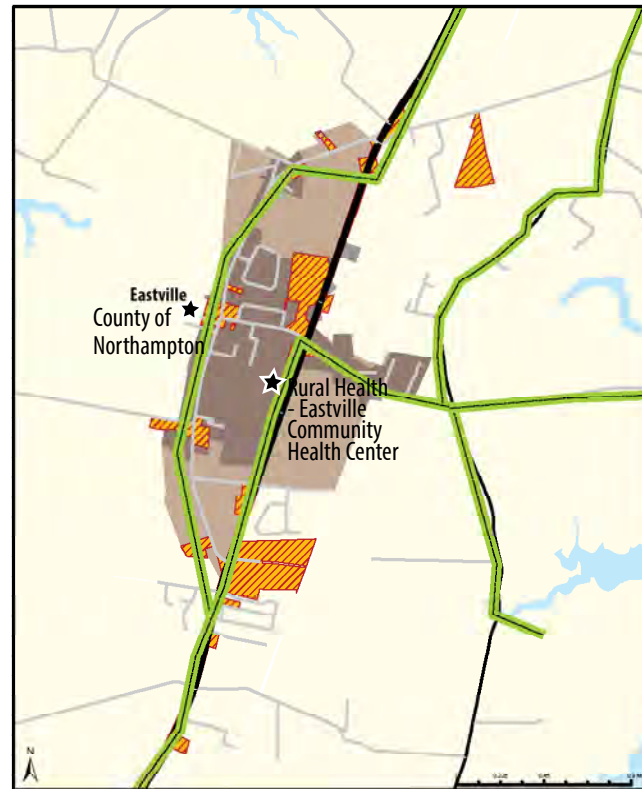 Eastville
County of
Northampton
Rural Health
- Eastville
Community
Health Center
N